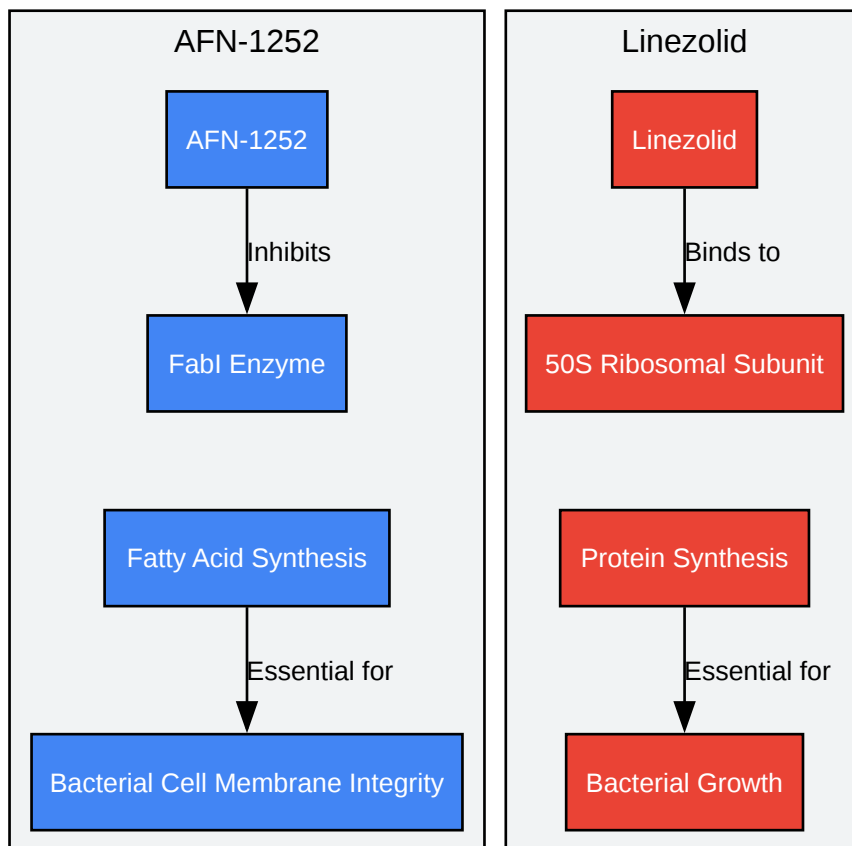 AFN-1252
AFN-1252
Inhibits
FabI Enzyme
Fatty Acid Synthesis
Essential for
Bacterial Cell Membrane Integrity
Linezolid
Linezolid
Binds to
50S Ribosomal Subunit
Protein Synthesis
Essential for
Bacterial Growth